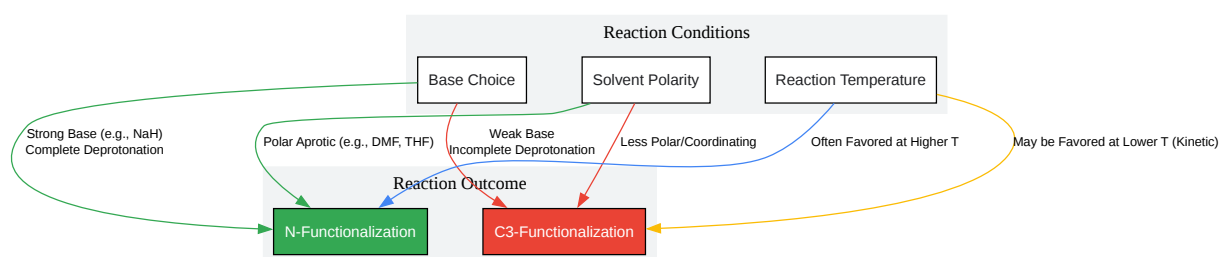 Reaction Conditions
Base Choice
Solvent Polarity
Reaction Temperature
Strong Base (e.g., NaH)
Complete Deprotonation
Polar Aprotic (e.g., DMF, THF)
Weak Base
Incomplete Deprotonation
Less Polar/Coordinating
Often Favored at Higher T
May be Favored at Lower T (Kinetic)
Reaction Outcome
N-Functionalization
C3-Functionalization